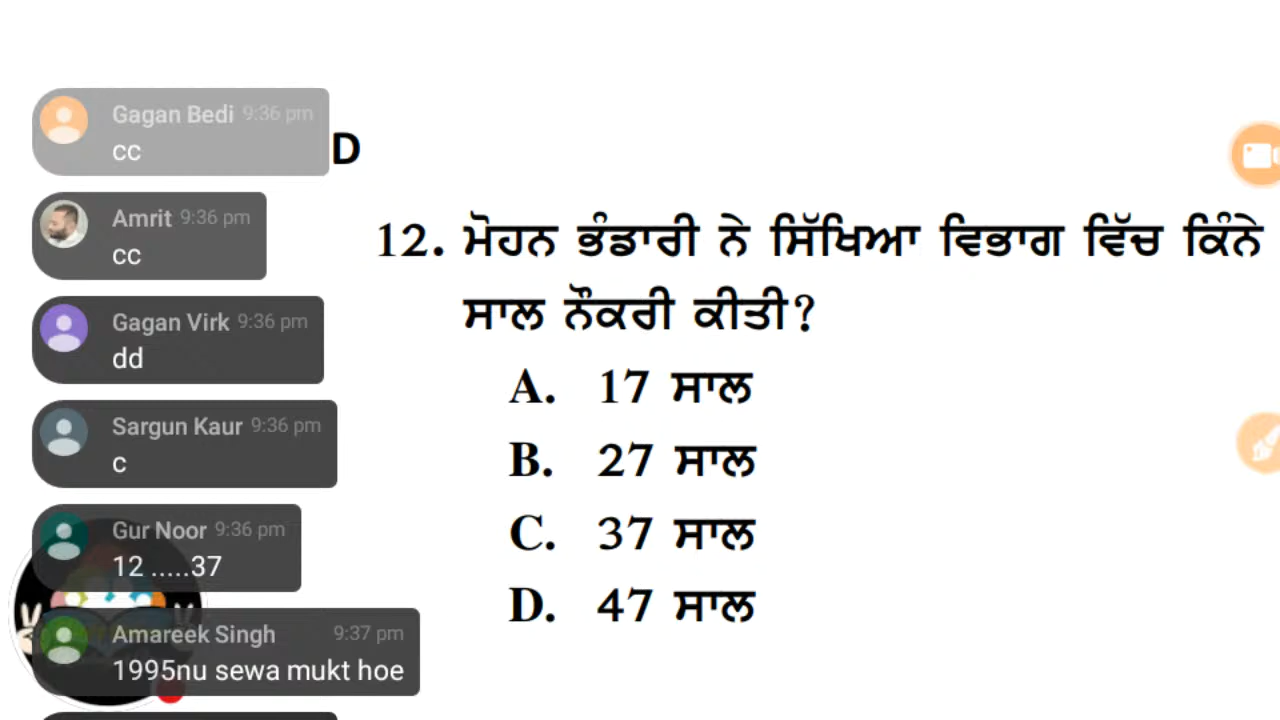 Gagan Bedi 9:36 pm
cc
D
Amrit 9:36 pm
cc
Gagan Virk 9:36 pm
dd
Sargun Kaur 9:36 pm
c
Gur Noor 9:36 pm
12 .....37
Amareek Singh 9:37 pm
1995nu sewa mukt hoe
12. ਮੋਹਨ ਭੰਡਾਰੀ ਨੇ ਸਿੱਖਿਆ ਵਿਭਾਗ ਵਿੱਚ ਕਿੰਨੇ
ਸਾਲ ਨੌਕਰੀ ਕੀਤੀ?
A. 17 ਸਾਲ
B. 27 ਸਾਲ
C. 37 ਸਾਲ
D. 47 ਸਾਲ